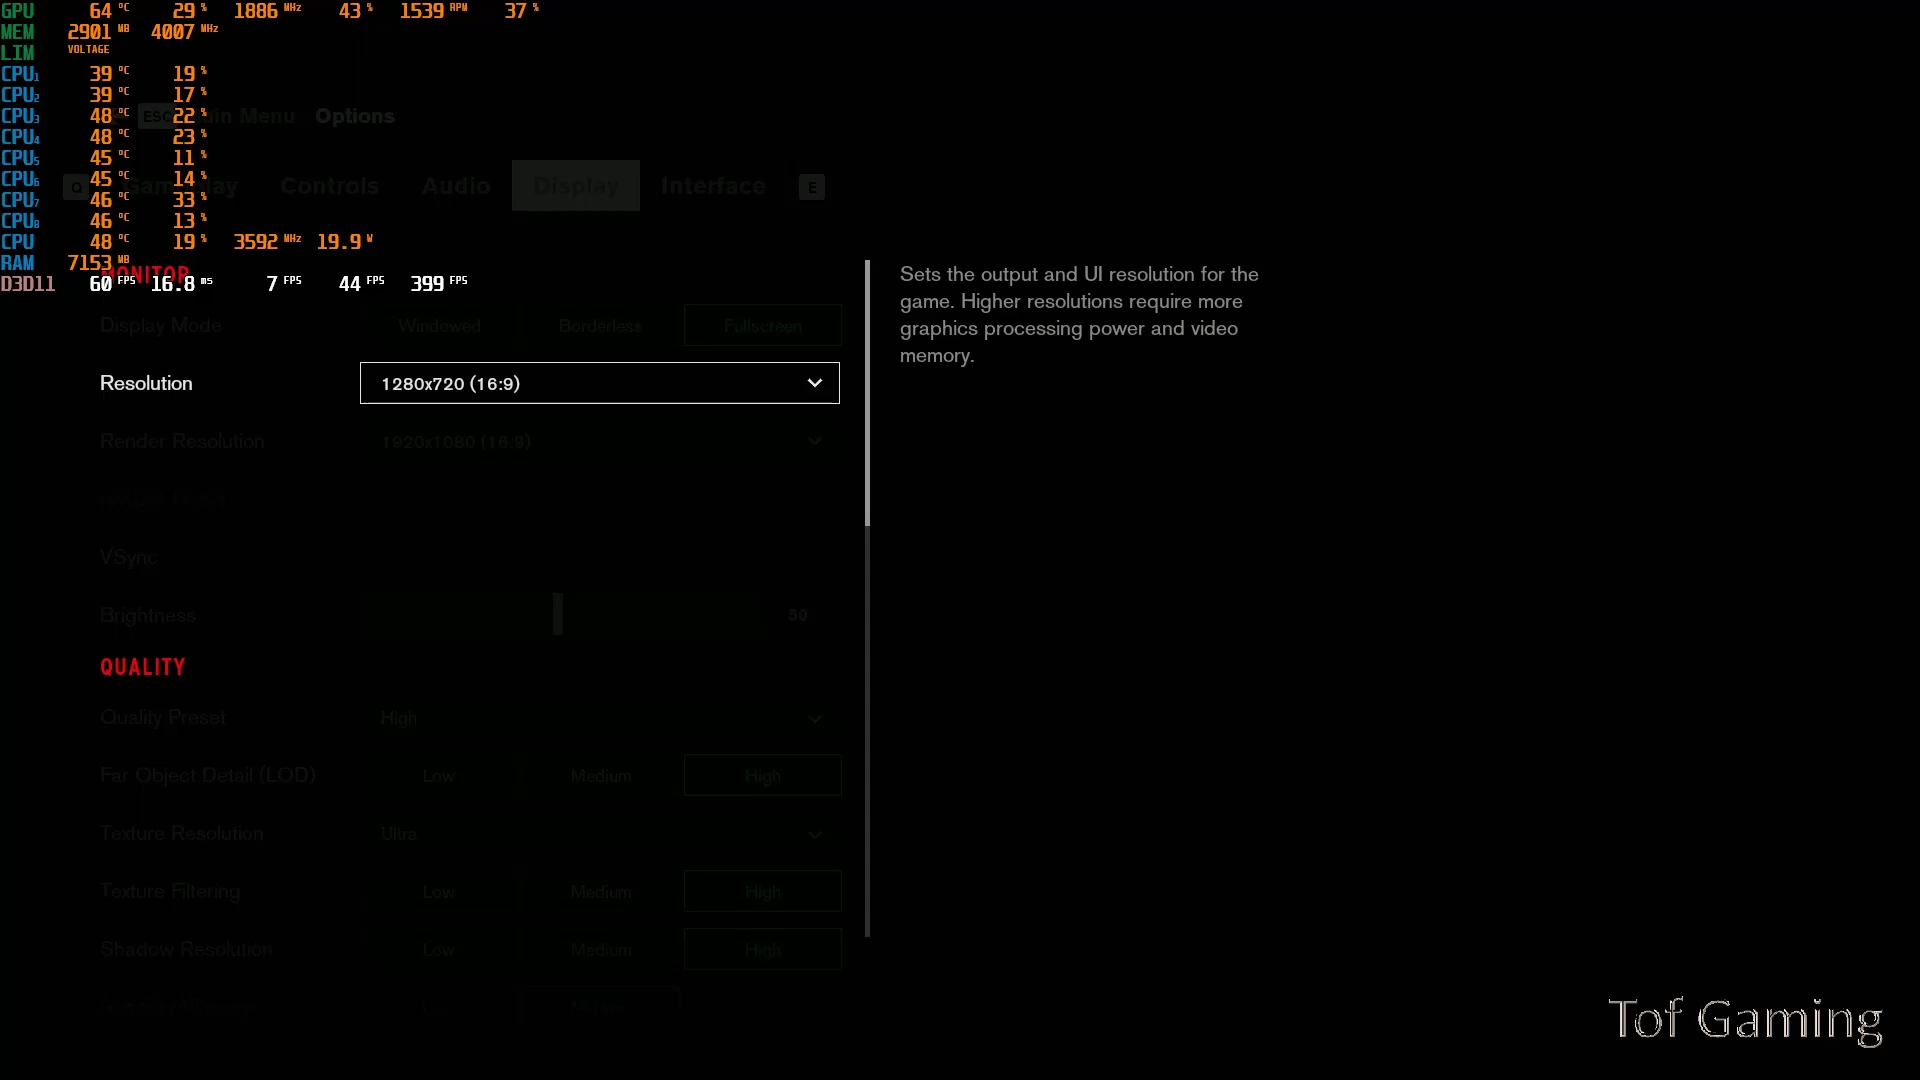 GPU 64 °C 29 % 1886 MHz 43 % 1539 RPM 37 %
MEM 2901 MB 4007 MHz
LIM VOLTAGE
CPU1 39 °C 19 %
CPU2 39 °C 17 %
CPU3 48 °C 22 %
ESC Main Menu Options
CPU4 48 °C 23 %
CPU5 45 °C 11 %
CPU6 45 °C 14 %
Q Gameplay Controls Audio Display Interface E
CPU7 46 °C 33 %
CPU8 46 °C 13 %
CPU 48 °C 19 % 3592 MHz 19.9 W
RAM 7153 MB
MONITOR
D3D11 60 FPS 16.8 ms 7 FPS 44 FPS 399 FPS
Display Mode Windowed Borderless Fullscreen
Resolution 1280x720 (16:9)
Render Resolution 1920x1080 (16:9)
VSync
Brightness 50
QUALITY
Quality Preset High
Far Object Detail (LOD) Low Medium High
Texture Resolution Ultra
Texture Filtering Low Medium High
Shadow Resolution Low Medium High
Sets the output and UI resolution for the
game. Higher resolutions require more
graphics processing power and video
memory.
Tof Gaming